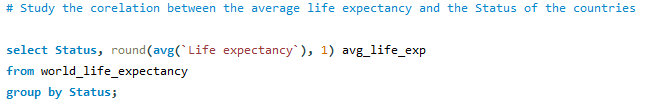 # Study the corelation between the average life expectancy and the Status of the countries
select Status, round(avg(`Life expectancy`), 1) avg_life_exp
from world_life_expectancy
group by Status;